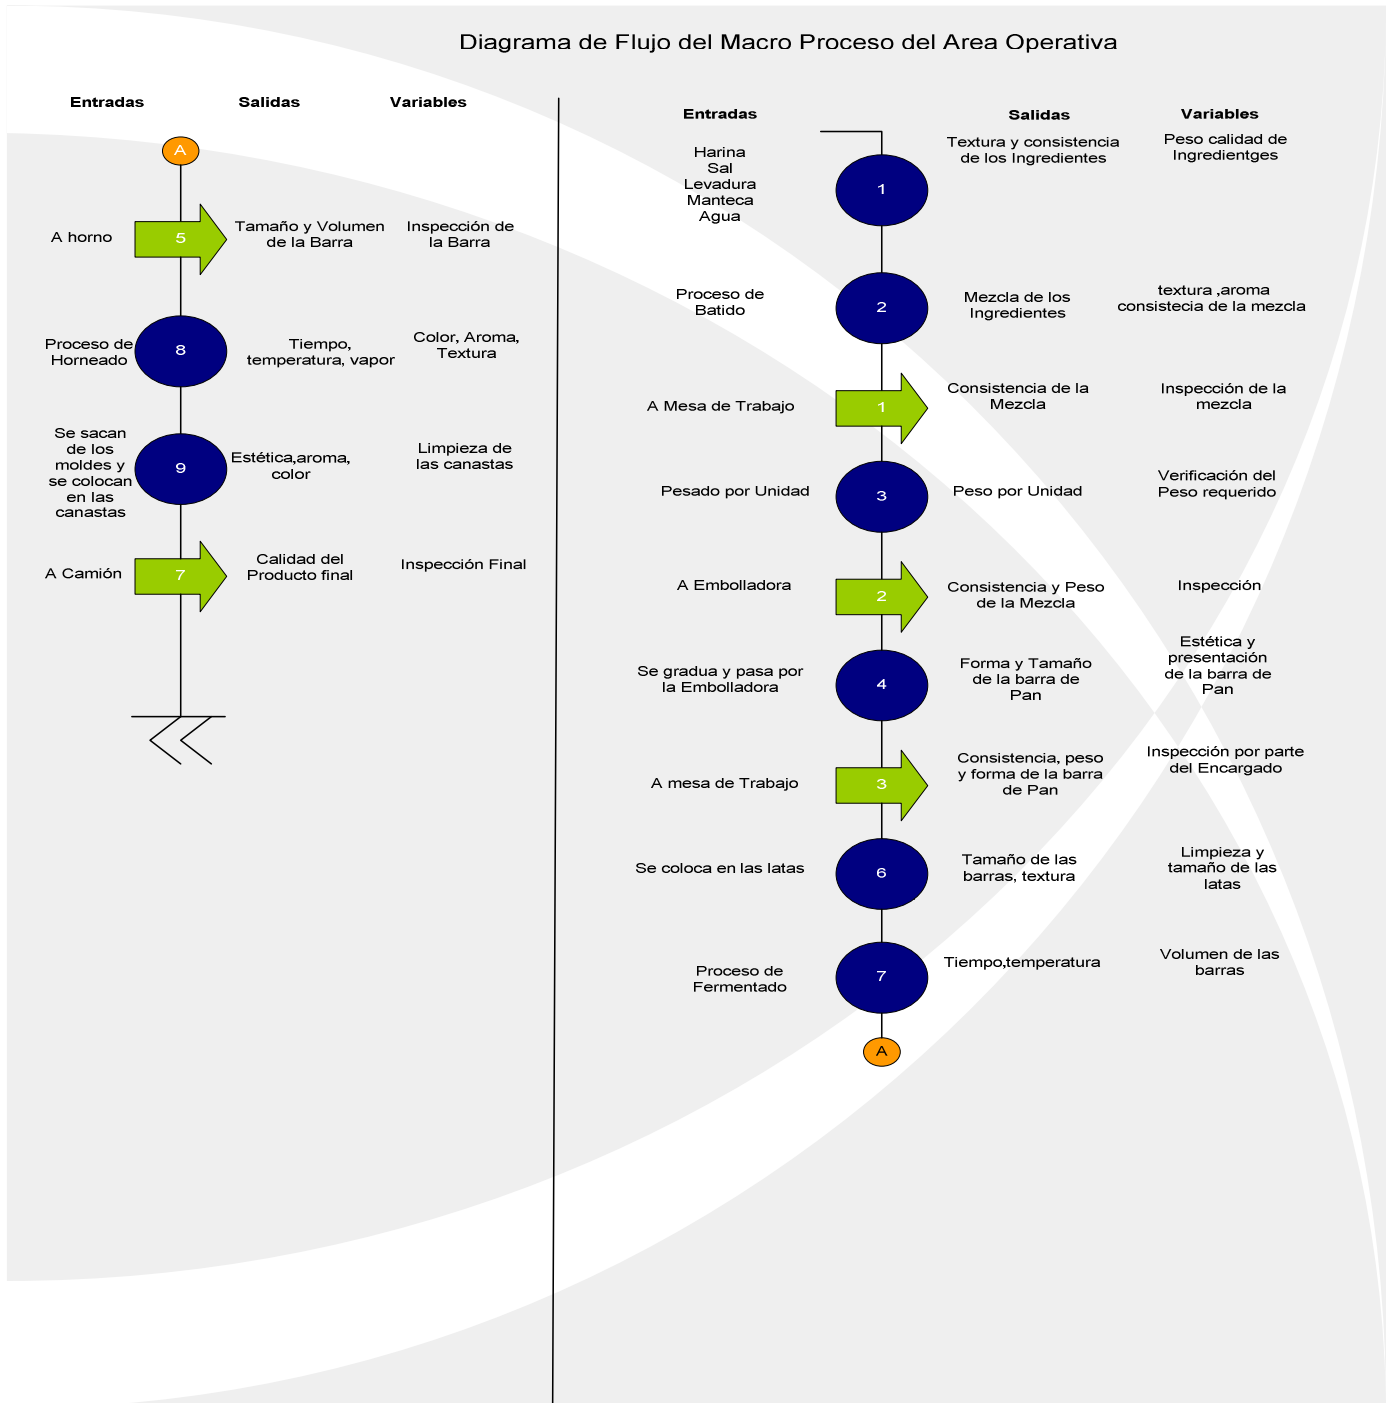 Diagrama de Flujo del Macro Proceso del Area Operativa
Entradas
Salidas
Variables
A
A horno
5
Tamaño y Volumen
de la Barra
Inspección de
la Barra
Proceso de
Horneado
8
Tiempo,
temperatura, vapor
Color, Aroma,
Textura
Se sacan
de los
moldes y
se colocan
en las
canastas
9
Estética,aroma,
color
Limpieza de
las canastas
A Camión
7
Calidad del
Producto final
Inspección Final
Entradas
Salidas
Variables
Harina
Sal
Levadura
Manteca
Agua
1
Textura y consistencia
de los Ingredientes
Peso calidad de
Ingredientges
Proceso de
Batido
2
Mezcla de los
Ingredientes
textura ,aroma
consistecia de la mezcla
A Mesa de Trabajo
1
Consistencia de la
Mezcla
Inspección de la
mezcla
Pesado por Unidad
3
Peso por Unidad
Verificación del
Peso requerido
A Embolladora
2
Consistencia y Peso
de la Mezcla
Inspección
Se gradua y pasa por
la Embolladora
4
Forma y Tamaño
de la barra de
Pan
Estética y
presentación
de la barra de
Pan
A mesa de Trabajo
3
Consistencia, peso
y forma de la barra
de Pan
Inspección por parte
del Encargado
Se coloca en las latas
6
Tamaño de las
barras, textura
Limpieza y
tamaño de las
latas
Proceso de
Fermentado
7
Tiempo,temperatura
Volumen de las
barras
A